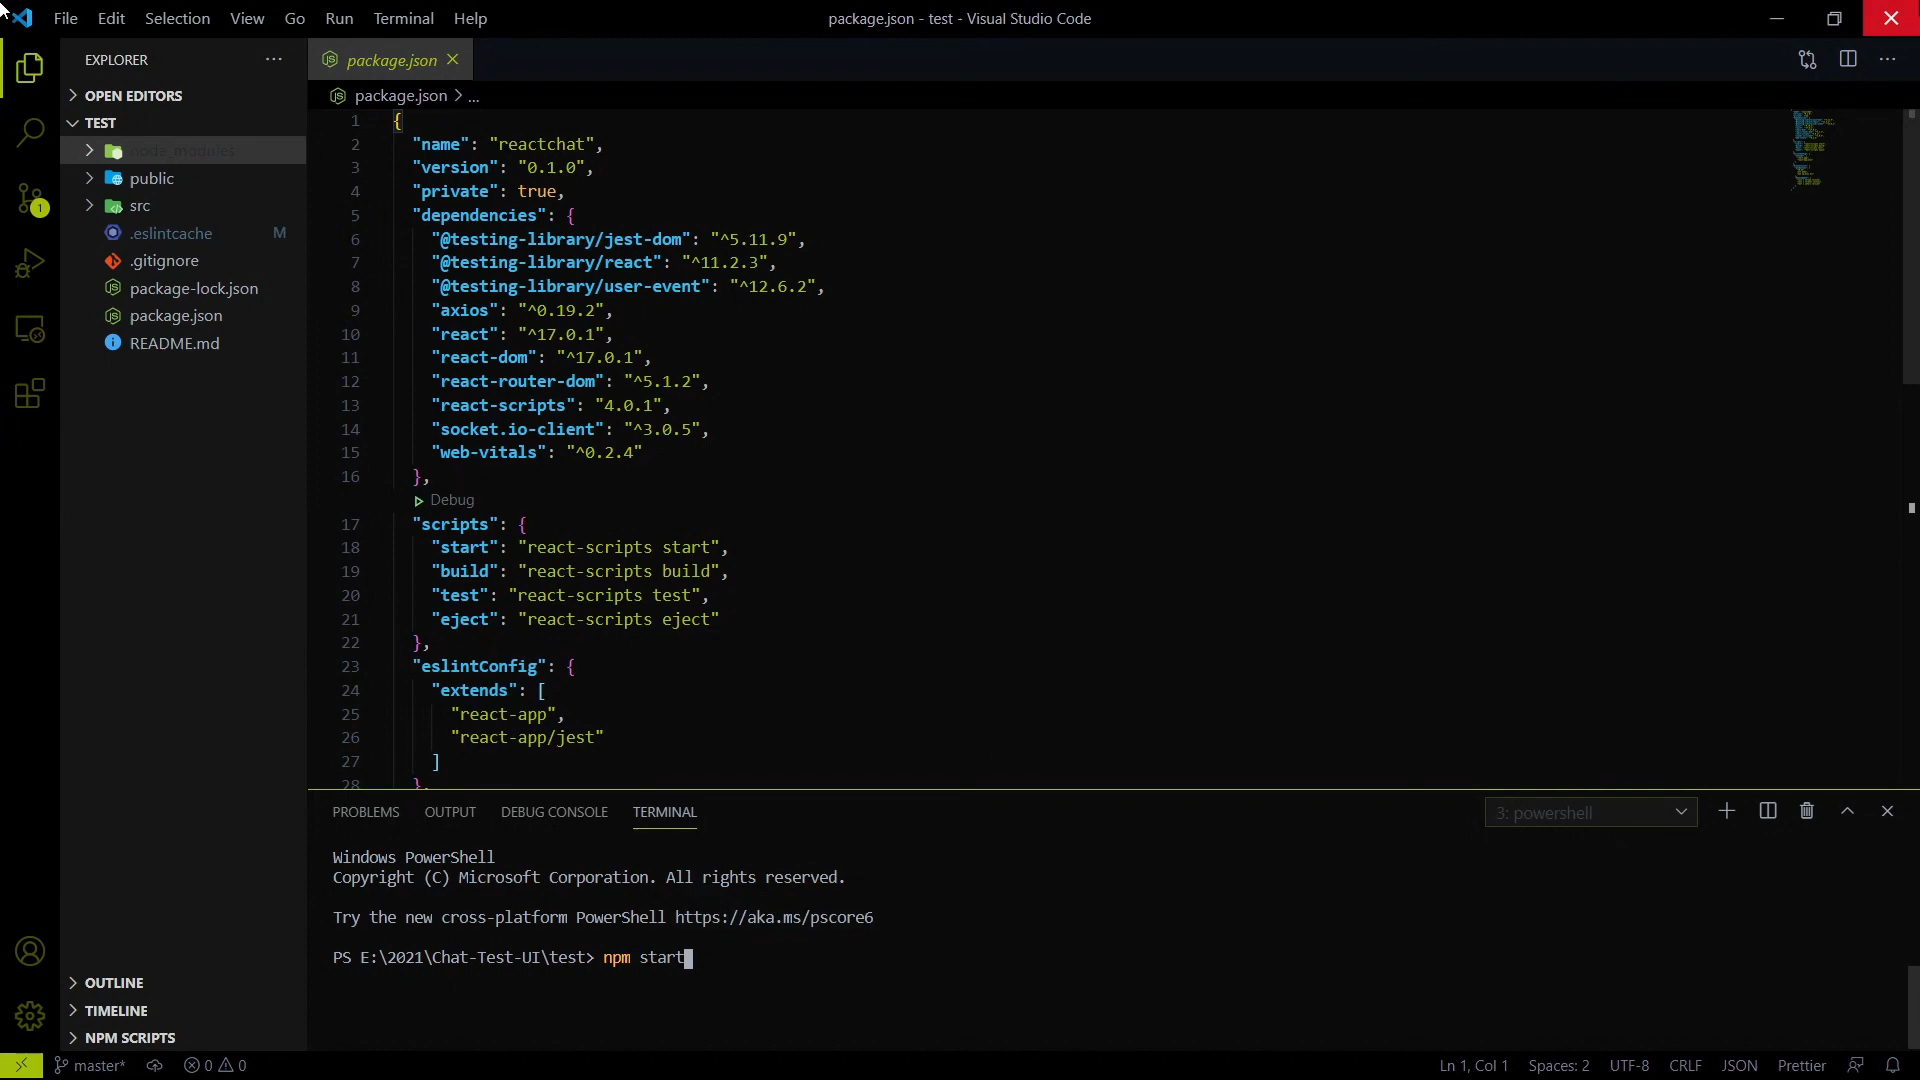 File Edit Selection View Go Run Terminal Help
package.json - test - Visual Studio Code
EXPLORER
OPEN EDITORS
TEST
node_modules
public
src
.eslintcache M
.gitignore
package-lock.json
package.json
README.md
OUTLINE
TIMELINE
NPM SCRIPTS
1
package.json
package.json > ...
1 {
2 "name": "reactchat",
3 "version": "0.1.0",
4 "private": true,
5 "dependencies": {
6 "@testing-library/jest-dom": "^5.11.9",
7 "@testing-library/react": "^11.2.3",
8 "@testing-library/user-event": "^12.6.2",
9 "axios": "^0.19.2",
10 "react": "^17.0.1",
11 "react-dom": "^17.0.1",
12 "react-router-dom": "^5.1.2",
13 "react-scripts": "4.0.1",
14 "socket.io-client": "^3.0.5",
15 "web-vitals": "^0.2.4"
16 },
Debug
17 "scripts": {
18 "start": "react-scripts start",
19 "build": "react-scripts build",
20 "test": "react-scripts test",
21 "eject": "react-scripts eject"
22 },
23 "eslintConfig": {
24 "extends": [
25 "react-app",
26 "react-app/jest"
27 ]
28 },
PROBLEMS OUTPUT DEBUG CONSOLE TERMINAL
3: powershell
Windows PowerShell
Copyright (C) Microsoft Corporation. All rights reserved.
Try the new cross-platform PowerShell https://aka.ms/pscore6
PS E:\2021\Chat-Test-UI\test> npm start
master* 0 0
Ln 1, Col 1 Spaces: 2 UTF-8 CRLF JSON Prettier